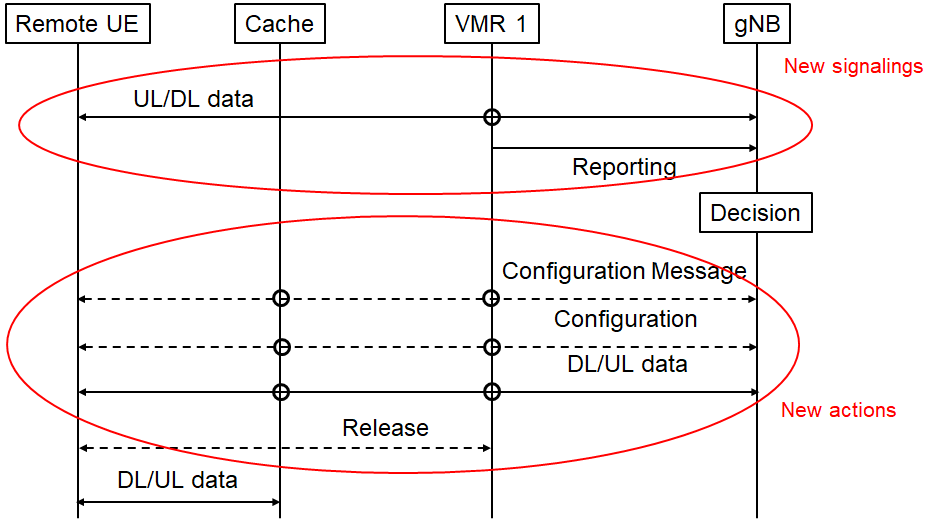 Remote UE
Cache
VMR 1
gNB
New signalings
UL/DL data
Reporting
Decision
Configuration Message
Configuration
DL/UL data
New actions
Release
DL/UL data